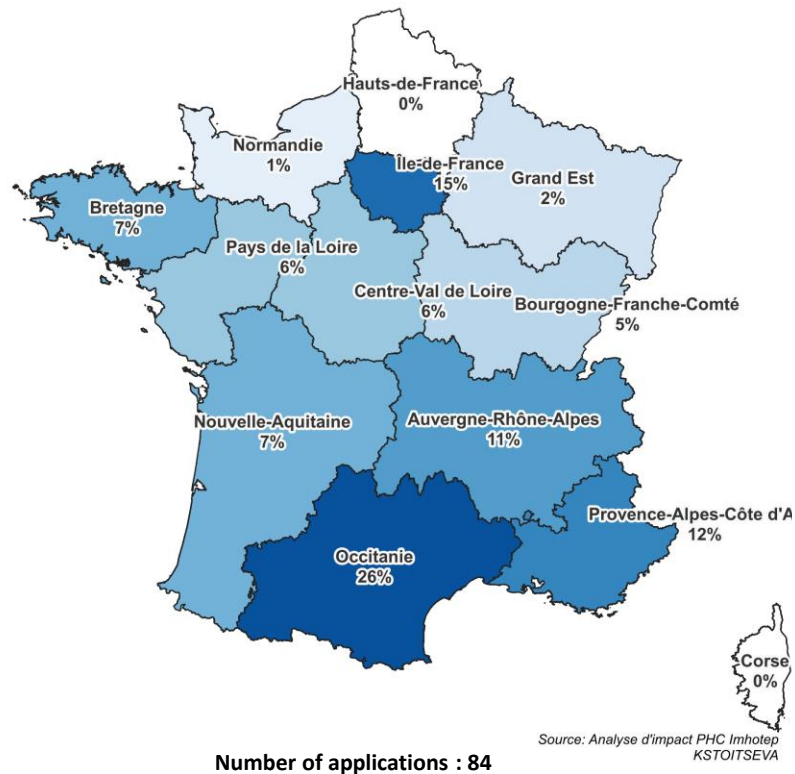 Hauts-de-France
0%
Normandie
1%
Île-de-France
15%
Grand Est
2%
Bretagne
7%
Pays de la Loire
6%
Centre-Val de Loire
6%
Bourgogne-Franche-Comté
5%
Nouvelle-Aquitaine
7%
Auvergne-Rhône-Alpes
11%
Provence-Alpes-Côte d'A
12%
Occitanie
26%
Corse
0%
Source: Analyse d'impact PHC Imhotep
KSTOITSEVA
Number of applications : 84